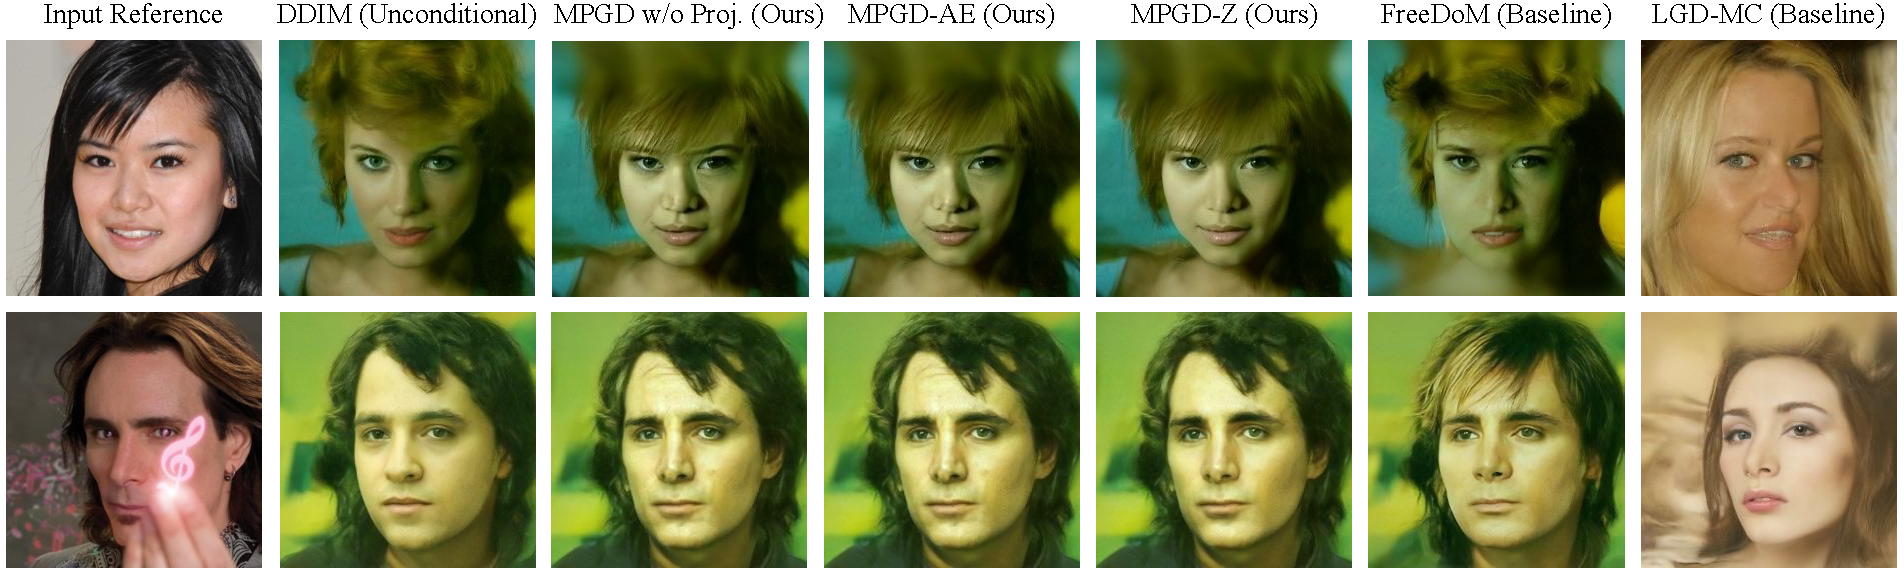 Input Reference
DDIM (Unconditional)
MPGD w/o Proj. (Ours)
MPGD-AE (Ours)
MPGD-Z (Ours)
FreeDoM (Baseline)
LGD-MC (Baseline)